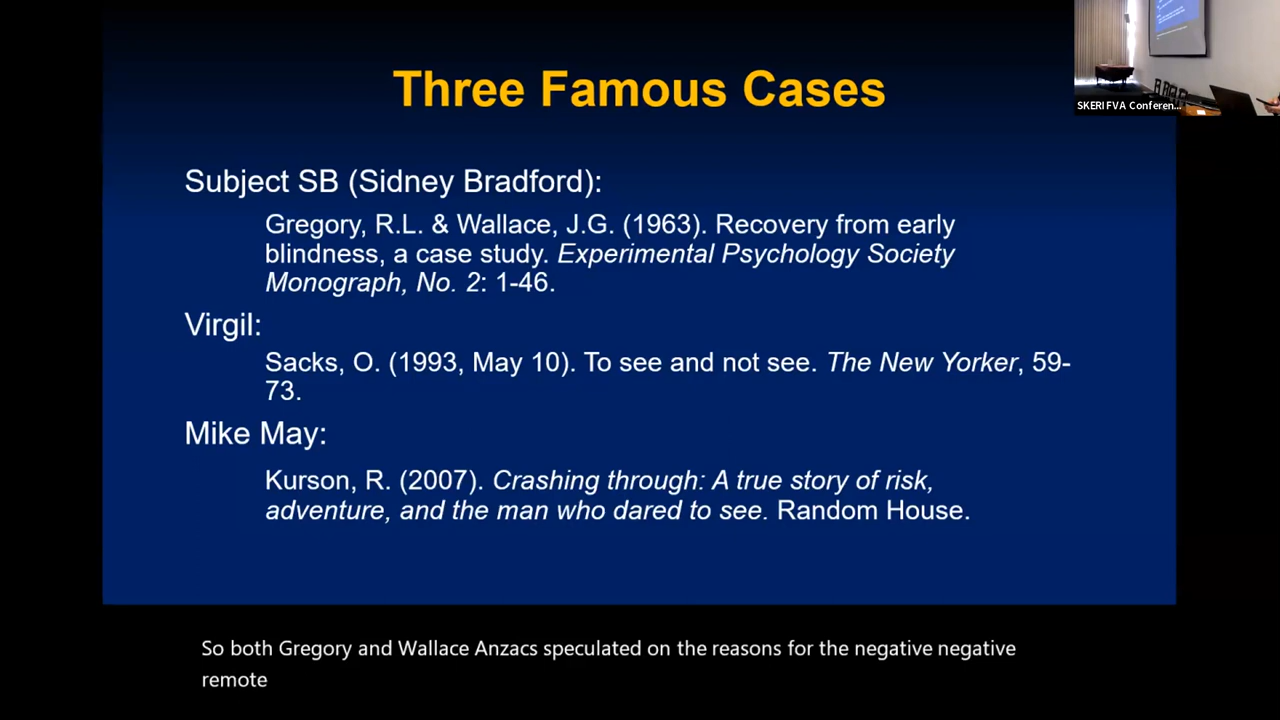 Three Famous Cases
SKERI FVA Conferen...
Subject SB (Sidney Bradford):
Gregory, R.L. & Wallace, J.G. (1963). Recovery from early
blindness, a case study. Experimental Psychology Society
Monograph, No. 2: 1-46.
Virgil:
Sacks, O. (1993, May 10). To see and not see. The New Yorker, 59-
73.
Mike May:
Kurson, R. (2007). Crashing through: A true story of risk,
adventure, and the man who dared to see. Random House.
So both Gregory and Wallace Anzacs speculated on the reasons for the negative negative
remote